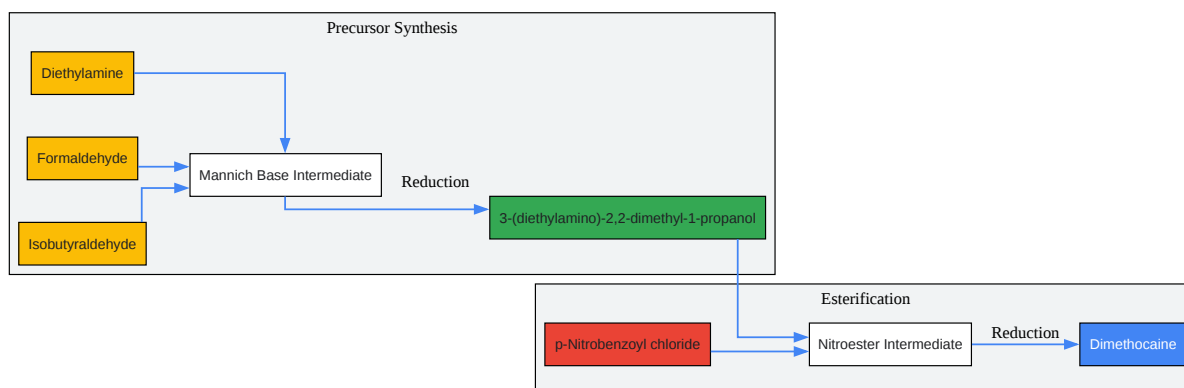 Precursor Synthesis
Diethylamine
Formaldehyde
Mannich Base Intermediate
Reduction
3-(diethylamino)-2,2-dimethyl-1-propanol
Isobutyraldehyde
Esterification
p-Nitrobenzoyl chloride
Nitroester Intermediate
Reduction
Dimethocaine